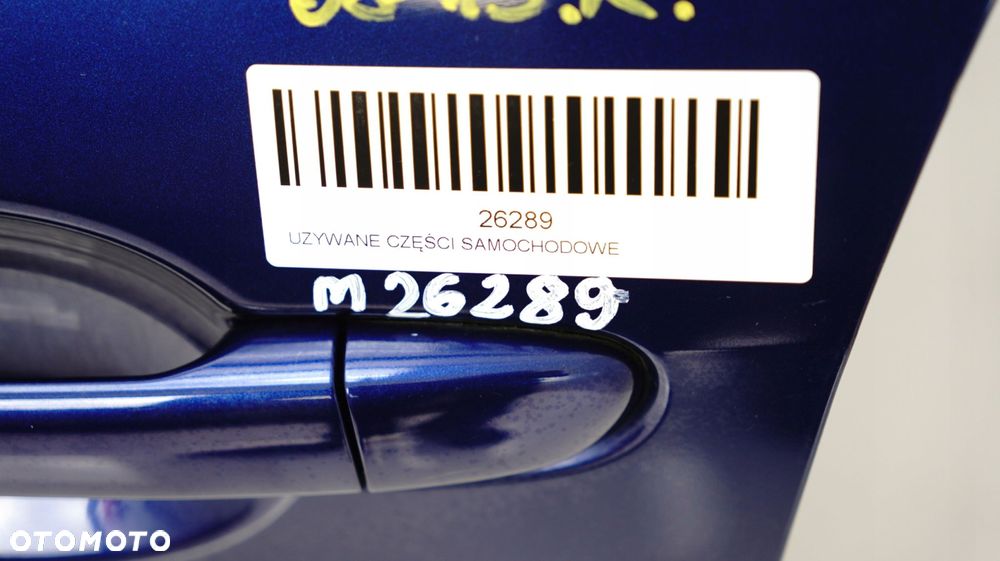 26289
UZYWANE CZĘŚCI SAMOCHODOWE
M 26289
OTOMOTO